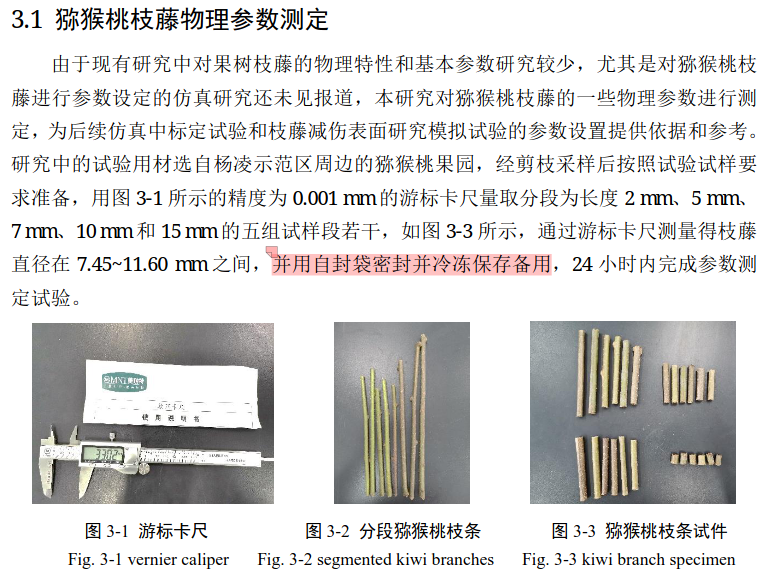 3.1 猕猴桃枝藤物理参数测定
由于现有研究中对果树枝藤的物理特性和基本参数研究较少，尤其是对猕猴桃枝
藤进行参数设定的仿真研究还未见报道，本研究对猕猴桃枝藤的一些物理参数进行测
定，为后续仿真中标定试验和枝藤减伤表面研究模拟试验的参数设置提供依据和参考。
研究中的试验用材选自杨凌示范区周边的猕猴桃果园，经剪枝采样后按照试验试样要
求准备，用图 3-1 所示的精度为 0.001 mm 的游标卡尺量取分段为长度 2 mm、5 mm、
7 mm、10 mm 和 15 mm 的五组试样段若干，如图 3-3 所示，通过游标卡尺测量得枝藤
直径在 7.45~11.60 mm 之间，并用自封袋密封并冷冻保存备用，24 小时内完成参数测
定试验。
MNT
使用说明书
图 3-1 游标卡尺
图 3-2 分段猕猴桃枝条
图 3-3 猕猴桃枝条试件
Fig. 3-1 vernier caliper
Fig. 3-2 segmented kiwi branches
Fig. 3-3 kiwi branch specimen